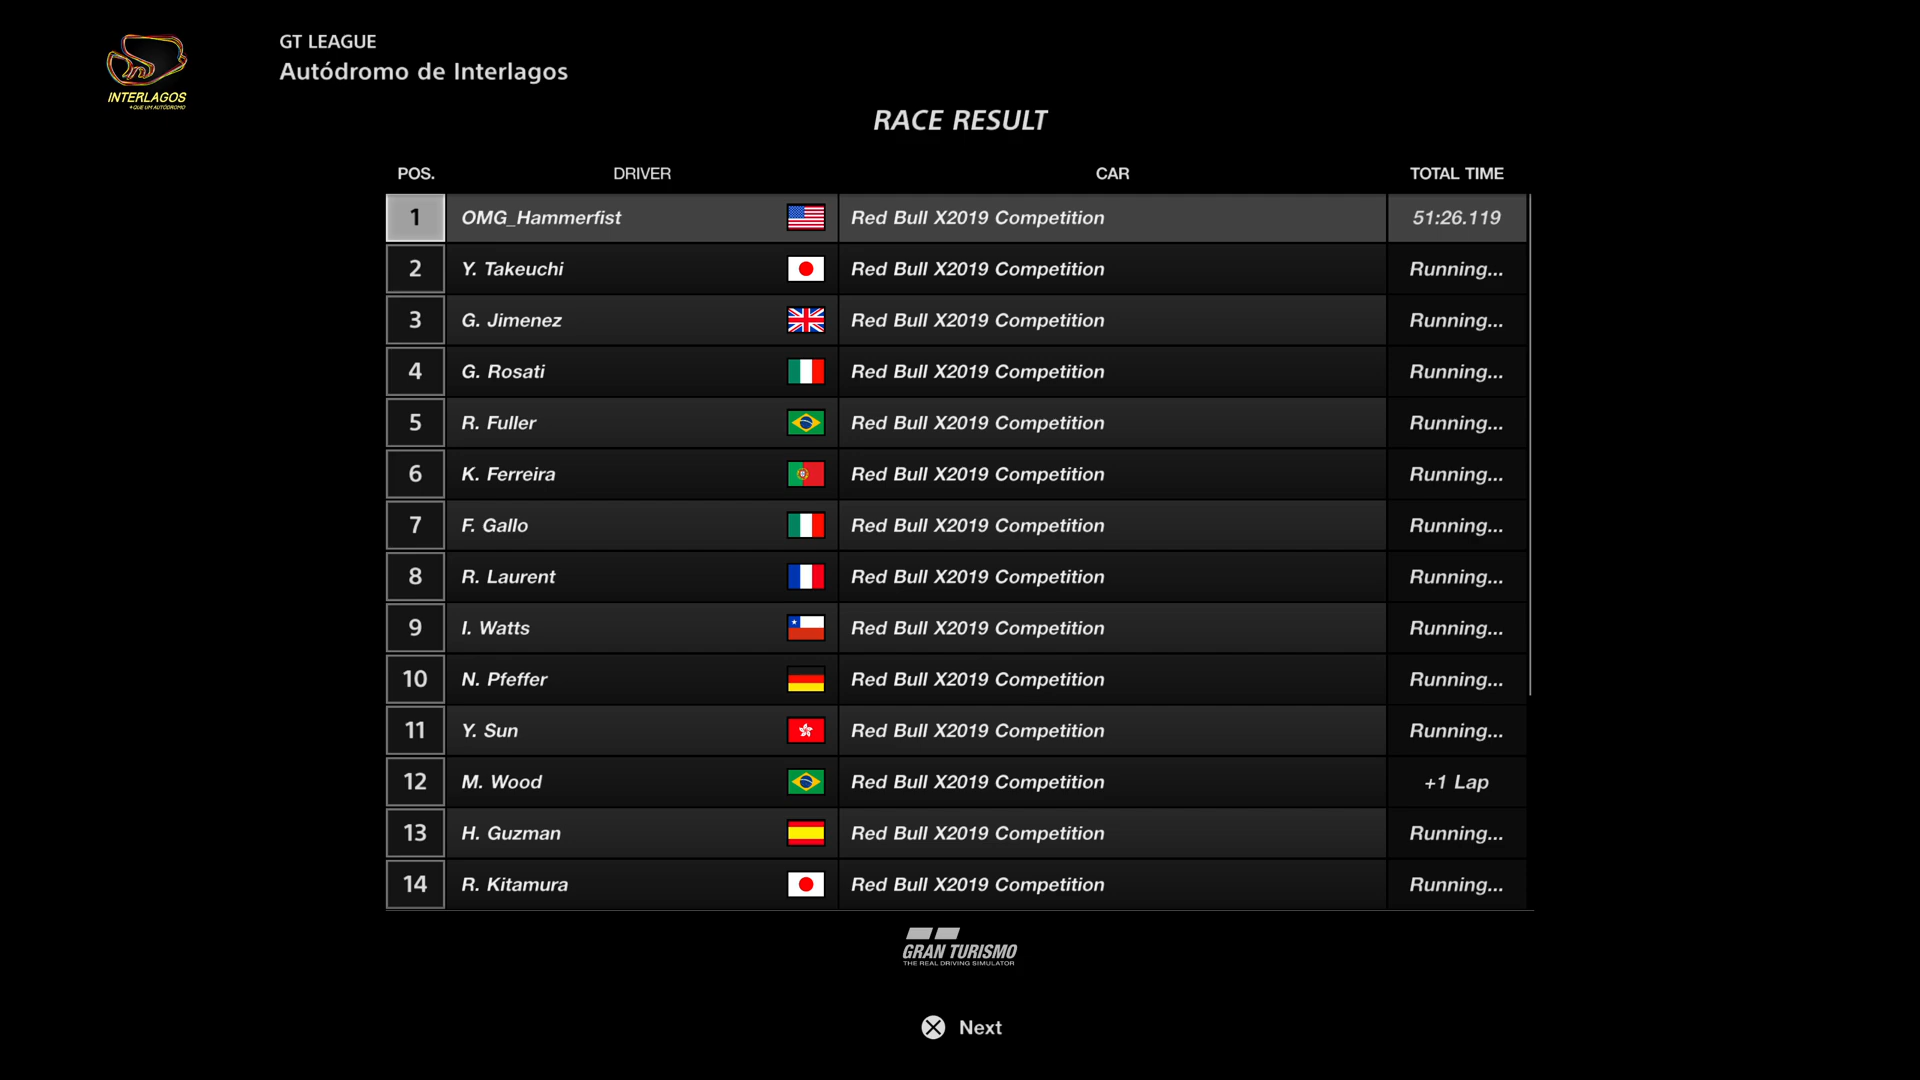 GT LEAGUE
Autódromo de Interlagos
INTERLAGOS
+QUE UM AUTÓDROMO
RACE RESULT
POS. DRIVER CAR TOTAL TIME
1 OMG_Hammerfist Red Bull X2019 Competition 51:26.119
2 Y. Takeuchi Red Bull X2019 Competition Running...
3 G. Jimenez Red Bull X2019 Competition Running...
4 G. Rosati Red Bull X2019 Competition Running...
5 R. Fuller Red Bull X2019 Competition Running...
6 K. Ferreira Red Bull X2019 Competition Running...
7 F. Gallo Red Bull X2019 Competition Running...
8 R. Laurent Red Bull X2019 Competition Running...
9 I. Watts Red Bull X2019 Competition Running...
10 N. Pfeffer Red Bull X2019 Competition Running...
11 Y. Sun Red Bull X2019 Competition Running...
12 M. Wood Red Bull X2019 Competition +1 Lap
13 H. Guzman Red Bull X2019 Competition Running...
14 R. Kitamura Red Bull X2019 Competition Running...
GRAN TURISMO
THE REAL DRIVING SIMULATOR
Next